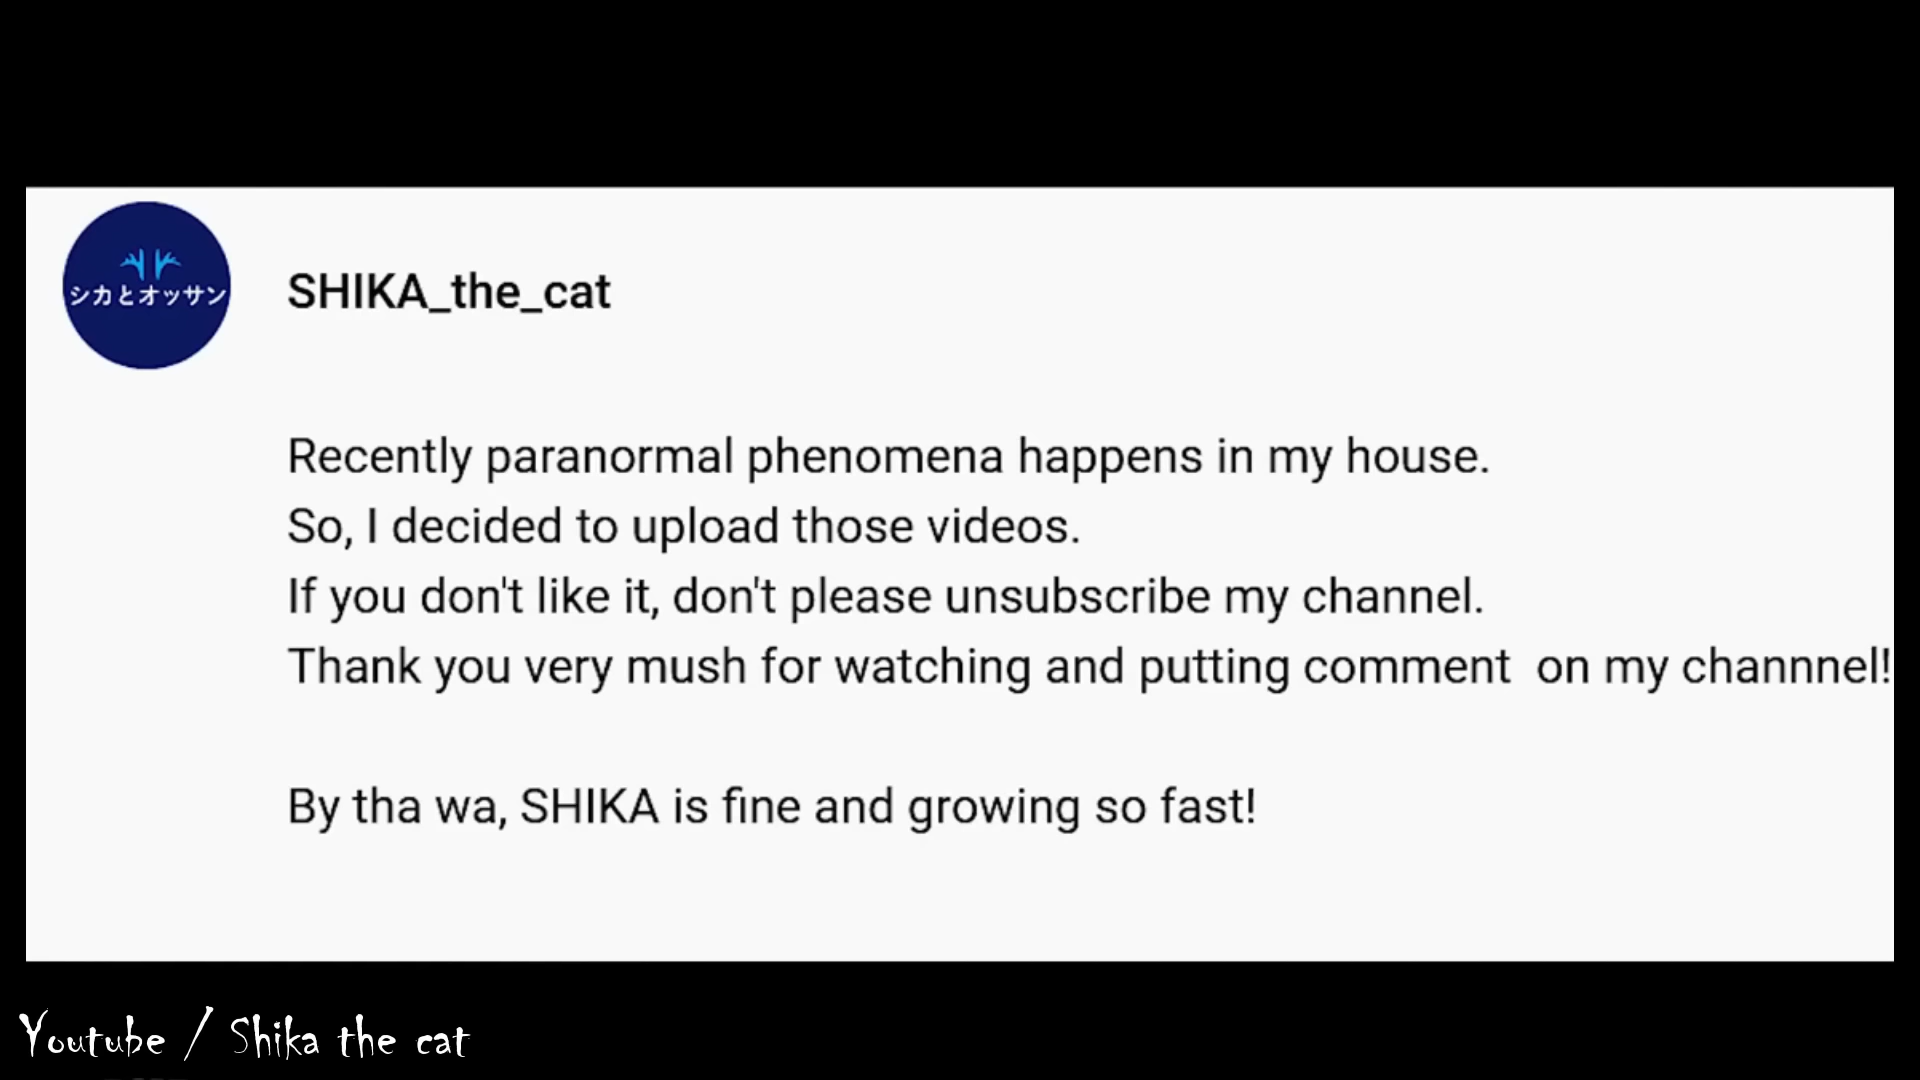 シカとオッサン
SHIKA_the_cat
Recently paranormal phenomena happens in my house.
So, I decided to upload those videos.
If you don't like it, don't please unsubscribe my channel.
Thank you very mush for watching and putting comment  on my channnel!
By tha wa, SHIKA is fine and growing so fast!
Youtube / Shika the cat